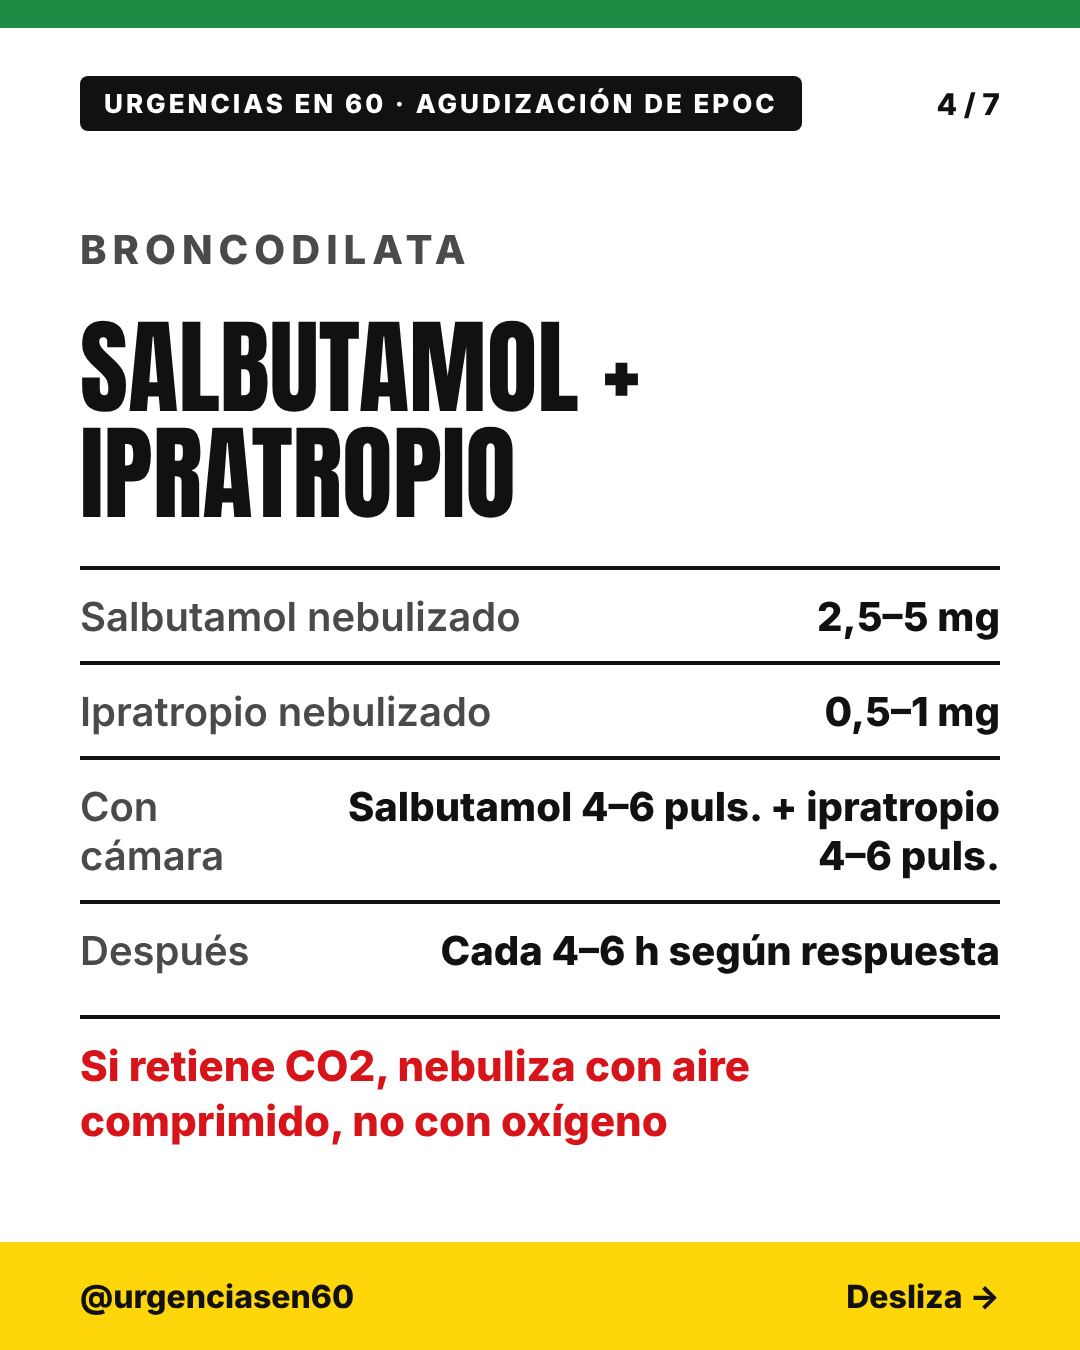 URGENCIAS EN 60 · AGUDIZACIÓN DE EPOC
4 / 7
BRONCODILATA
SALBUTAMOL +
IPRATROPIO
Salbutamol nebulizado 2,5–5 mg
Ipratropio nebulizado 0,5–1 mg
Con Salbutamol 4–6 puls. + ipratropio
cámara 4–6 puls.
Después Cada 4–6 h según respuesta
Si retiene CO2, nebuliza con aire
comprimido, no con oxígeno
@urgenciasen60
Desliza →